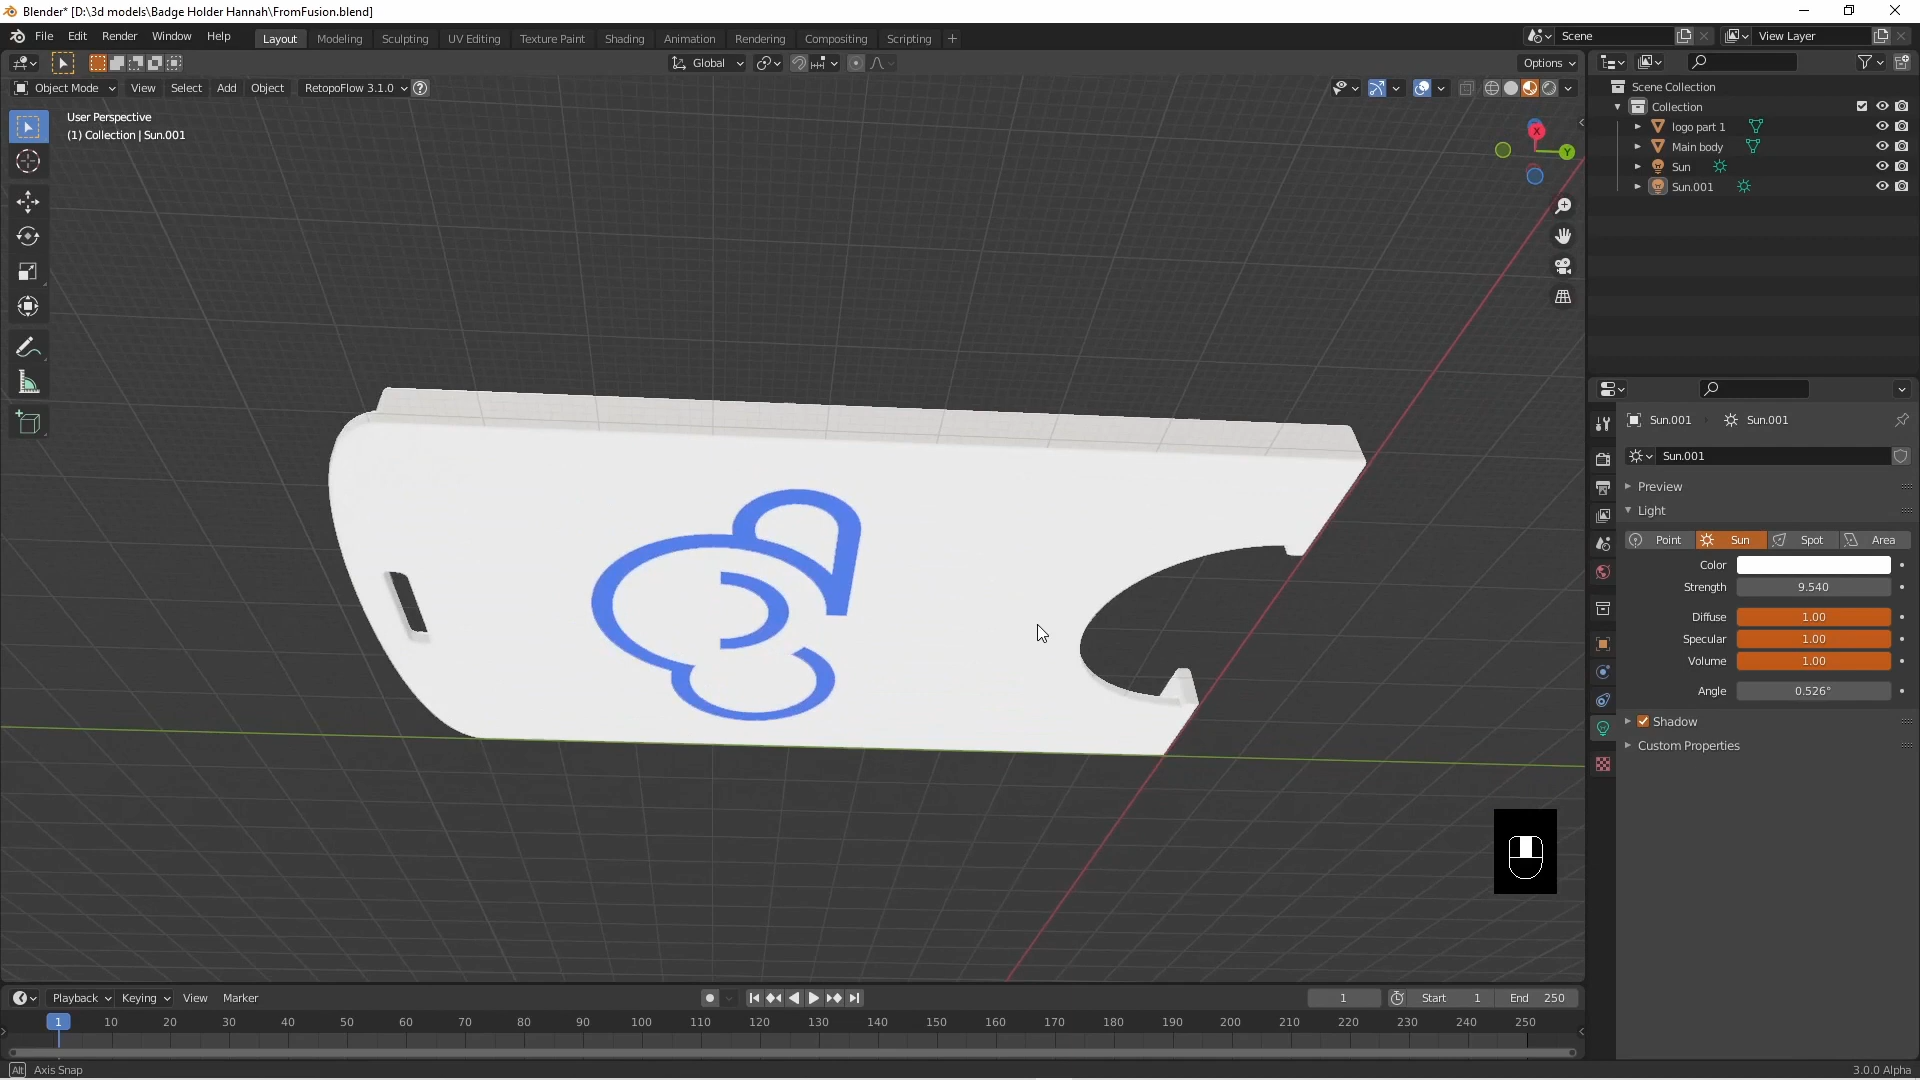 Blender* [D:\3d models\Badge Holder Hannah\FromFusion.blend]
File Edit Render Window Help
Layout Modeling Sculpting UV Editing Texture Paint Shading Animation Rendering Compositing Scripting +
Scene
View Layer
Global
Options
Object Mode View Select Add Object RetopoFlow 3.1.0 ?
User Perspective
(1) Collection | Sun.001
X
Y
Scene Collection
Collection
logo part 1
Main body
Sun
Sun.001
Sun.001 Sun.001
Sun.001
Preview
Light
Point Sun Spot Area
Color
Strength 9.540
Diffuse 1.00
Specular 1.00
Volume 1.00
Angle 0.526°
Shadow
Custom Properties
Playback Keying View Marker
1 Start 1 End 250
1 10 20 30 40 50 60 70 80 90 100 110 120 130 140 150 160 170 180 190 200 210 220 230 240 250
Alt Axis Snap
3.0.0 Alpha